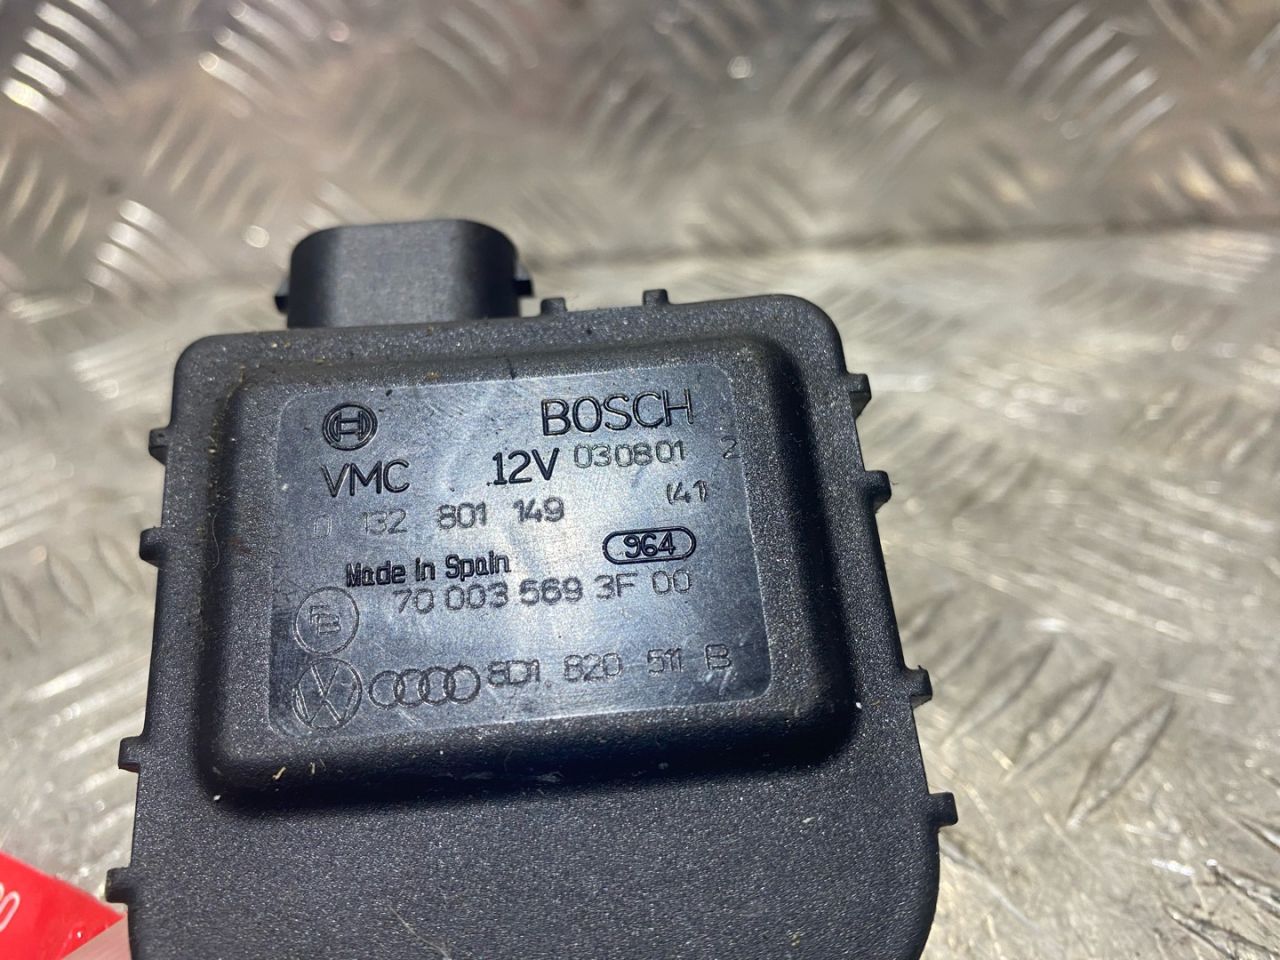 BOSCH
VMC 12V 030801 2
132 801 149 (41)
Made in Spain 964
70 003 569 3F 00
8D1 820 511 B
00